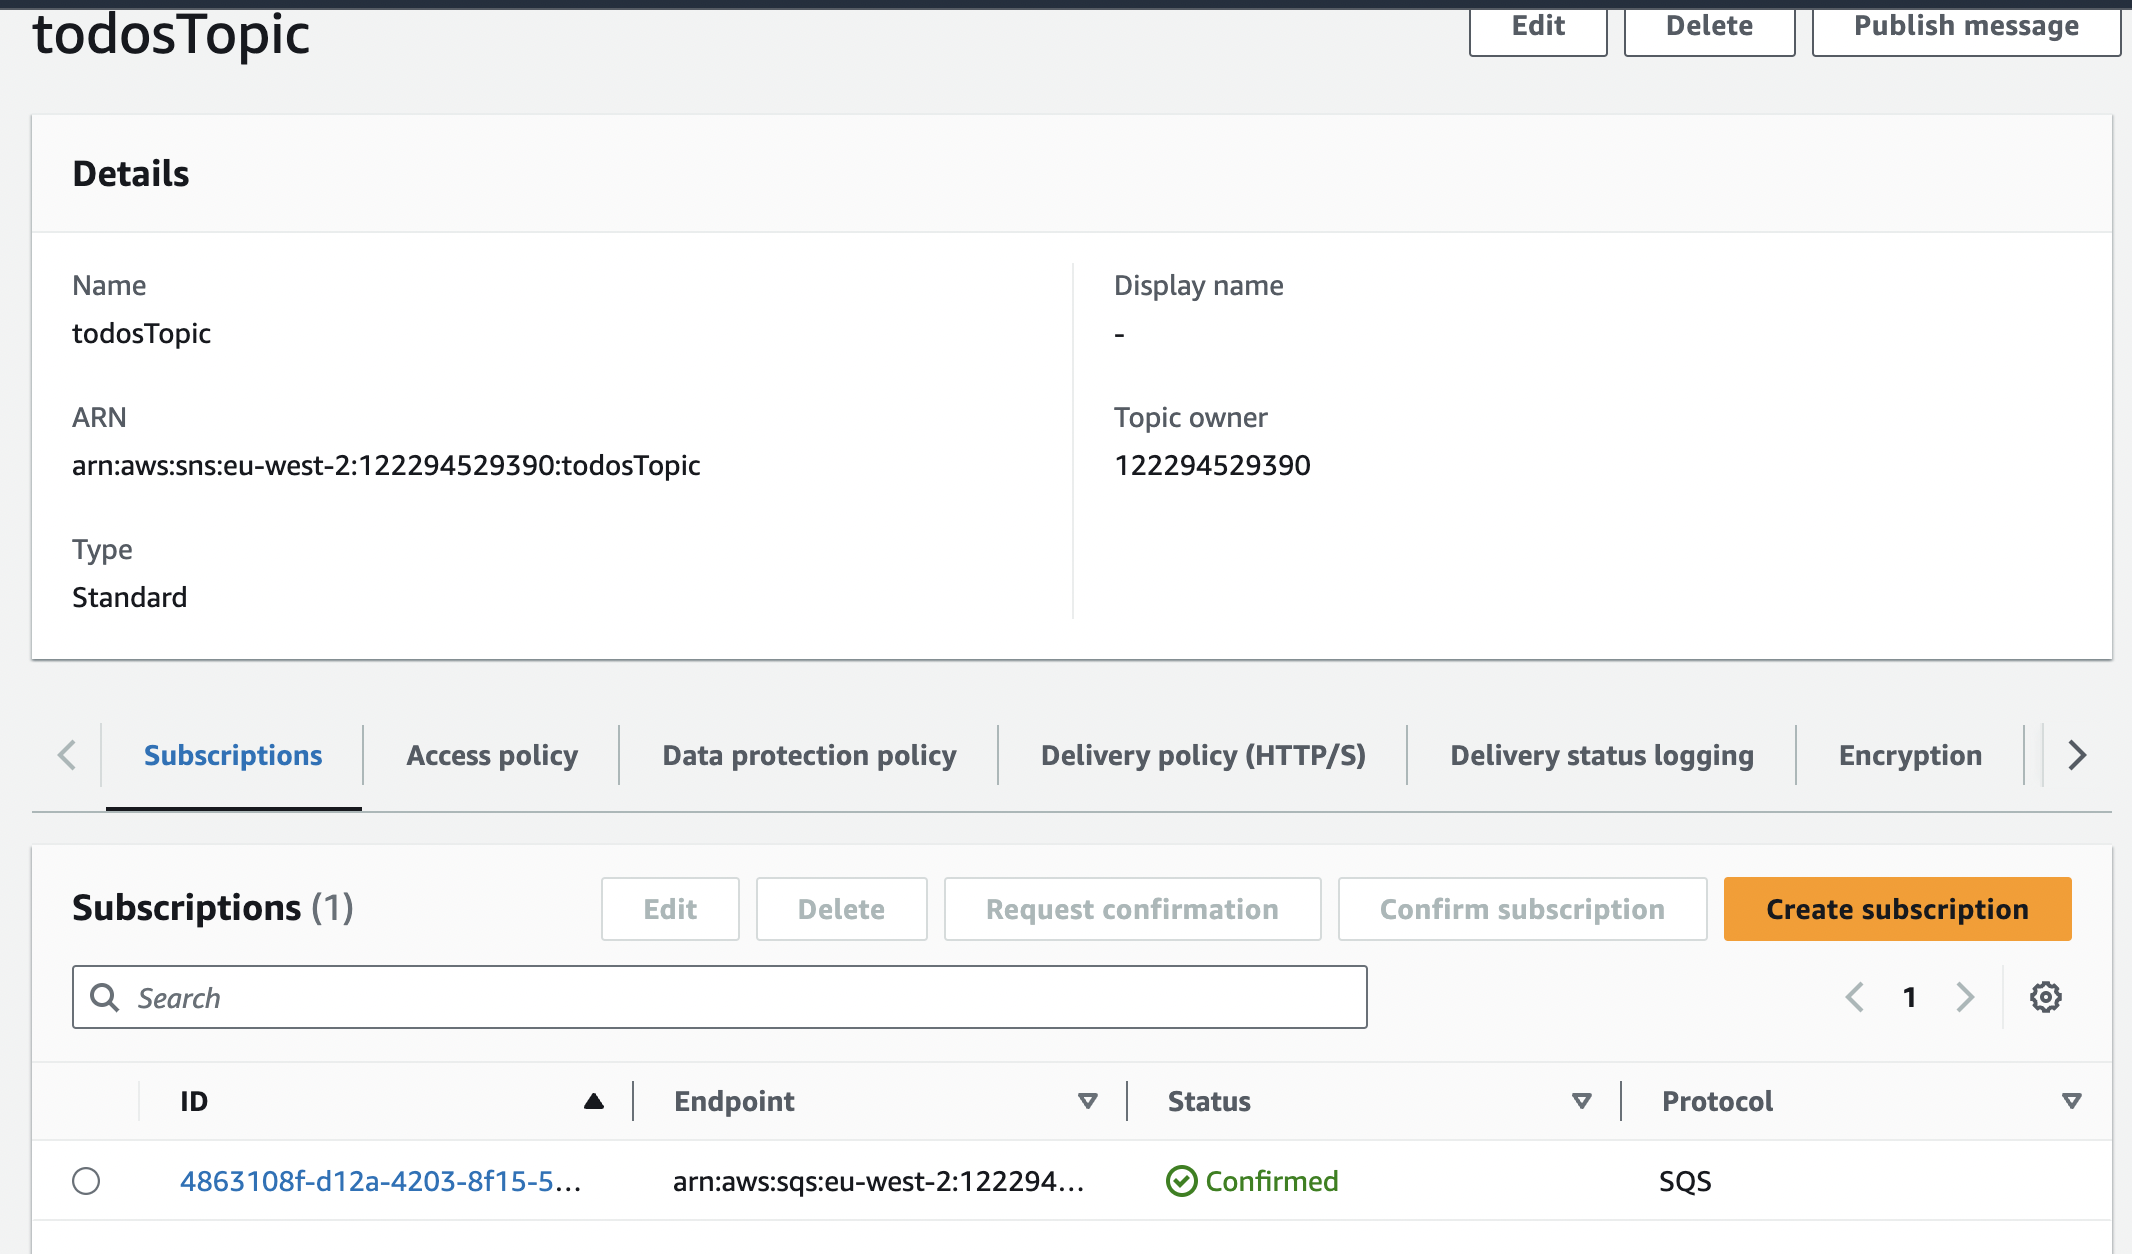 todosTopic
Edit
Delete
Publish message
Details
Name
todosTopic
Display name
-
ARN
arn:aws:sns:eu-west-2:122294529390:todosTopic
Topic owner
122294529390
Type
Standard
Subscriptions
Access policy
Data protection policy
Delivery policy (HTTP/S)
Delivery status logging
Encryption
Subscriptions (1)
Edit
Delete
Request confirmation
Confirm subscription
Create subscription
Search
1
ID
Endpoint
Status
Protocol
4863108f-d12a-4203-8f15-5...
arn:aws:sqs:eu-west-2:122294...
Confirmed
SQS